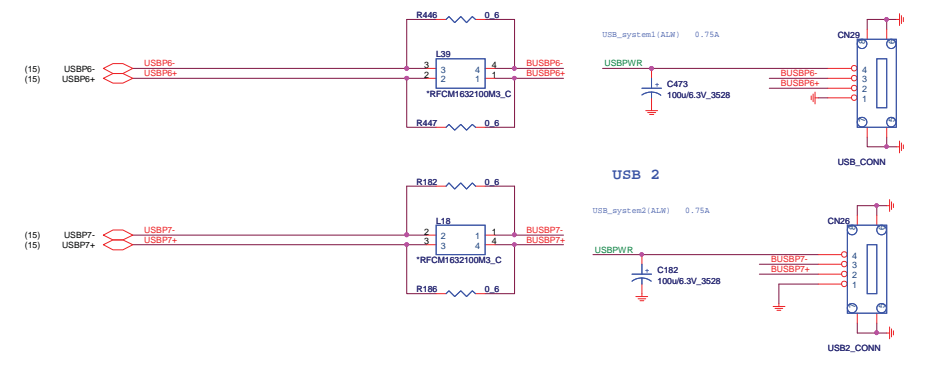 R446 0_6
USB_system1(ALW) 0.75A
CN29
L39
USBPWR
(15) USBP6- USBP6- 3 3 4 4 BUSBP6-
(15) USBP6+ USBP6+ 2 2 1 1 BUSBP6+
*RFCM1632100M3_C
+ C473
100u/6.3V_3528
BUSBP6- BUSBP6+
4
3
2
1
R447 0_6
USB_CONN
USB 2
R182 0_6
USB_system2(ALW) 0.75A
CN26
L18
(15) USBP7- USBP7- 2 2 1 1 BUSBP7-
(15) USBP7+ USBP7+ 3 3 4 4 BUSBP7+
*RFCM1632100M3_C
USBPWR
+ C182
100u/6.3V_3528
BUSBP7-
BUSBP7+
4
3
2
1
R186 0_6
USB2_CONN